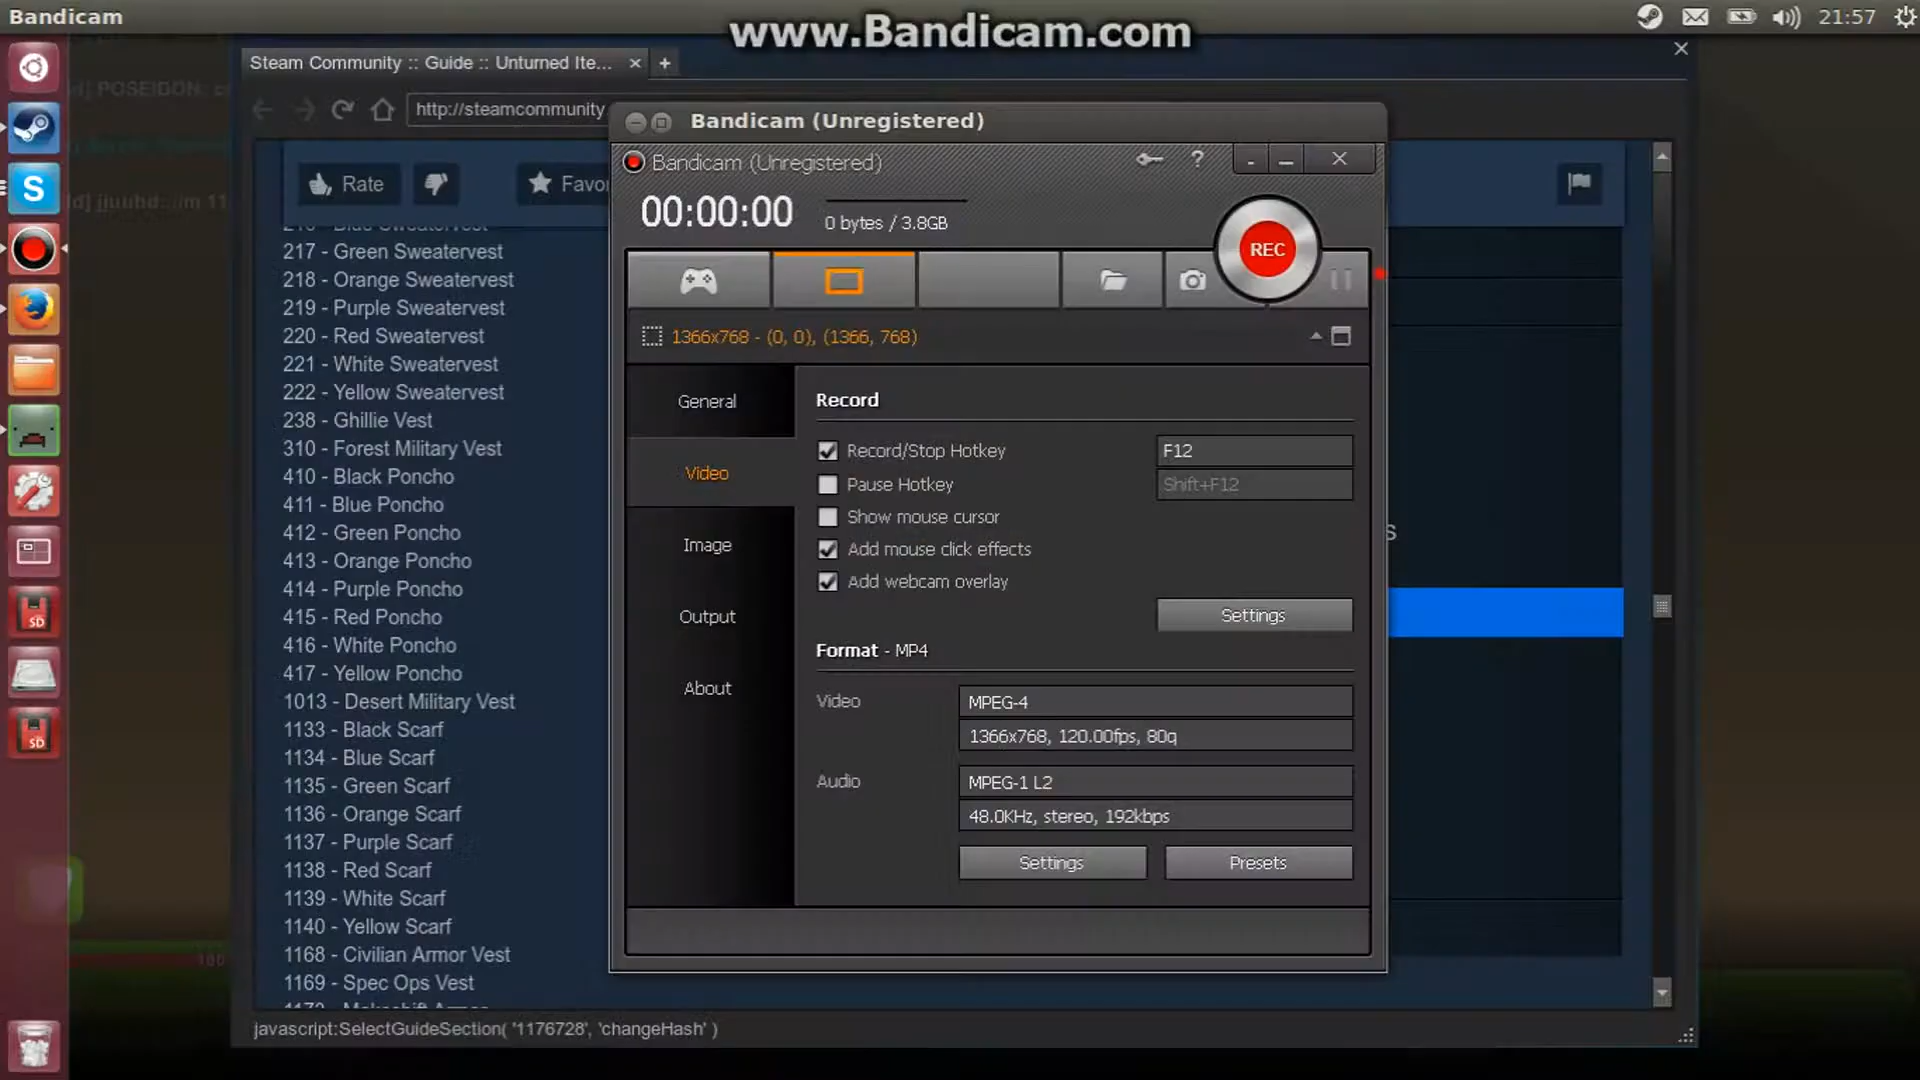 Bandicam
www.Bandicam.com
21:57
Steam Community :: Guide :: Unturned Ite...
POSEIDON:
http://steamcommunity
Bandicam (Unregistered)
Bandicam (Unregistered)
00:00:00
0 bytes / 3.8GB
REC
Rate
Favo
1366x768 - (0, 0), (1366, 768)
217 - Green Sweatervest
218 - Orange Sweatervest
219 - Purple Sweatervest
220 - Red Sweatervest
221 - White Sweatervest
222 - Yellow Sweatervest
238 - Ghillie Vest
310 - Forest Military Vest
410 - Black Poncho
411 - Blue Poncho
412 - Green Poncho
413 - Orange Poncho
414 - Purple Poncho
415 - Red Poncho
416 - White Poncho
417 - Yellow Poncho
1013 - Desert Military Vest
1133 - Black Scarf
1134 - Blue Scarf
1135 - Green Scarf
1136 - Orange Scarf
1137 - Purple Scarf
1138 - Red Scarf
1139 - White Scarf
1140 - Yellow Scarf
1168 - Civilian Armor Vest
1169 - Spec Ops Vest
General
Video
Image
Output
About
Record
Record/Stop Hotkey
F12
Pause Hotkey
Shift+F12
Show mouse cursor
Add mouse click effects
Add webcam overlay
Settings
Format - MP4
Video
MPEG-4
1366x768, 120.00fps, 80q
Audio
MPEG-1 L2
48.0KHz, stereo, 192kbps
Settings
Presets
S
SD
SD
100
javascript:SelectGuideSection( '1176728', 'changeHash' )